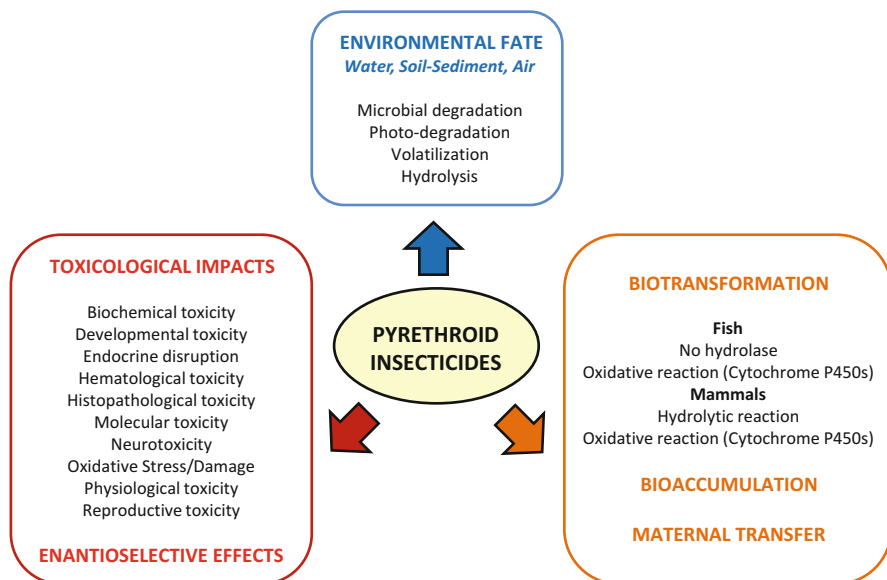 ENVIRONMENTAL FATE
Water, Soil-Sediment, Air
Microbial degradation
Photo-degradation
Volatilization
Hydrolysis
TOXICOLOGICAL IMPACTS
Biochemical toxicity
Developmental toxicity
Endocrine disruption
Hematological toxicity
Histopathological toxicity
Molecular toxicity
Neurotoxicity
Oxidative Stress/Damage
Physiological toxicity
Reproductive toxicity
ENANTIOSELECTIVE EFFECTS
PYRETHROID
INSECTICIDES
BIOTRANSFORMATION
Fish
No hydrolase
Oxidative reaction (Cytochrome P450s)
Mammals
Hydrolytic reaction
Oxidative reaction (Cytochrome P450s)
BIOACCUMULATION
MATERNAL TRANSFER